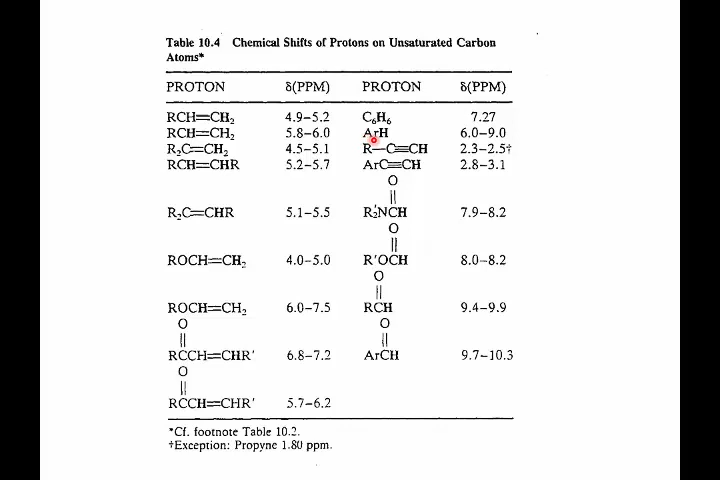 Table 10.4 Chemical Shifts of Protons on Unsaturated Carbon
Atoms*
PROTON δ(PPM) PROTON δ(PPM)
RCH=CH₂ 4.9–5.2 C₆H₆ 7.27
RCH=CH₂ 5.8–6.0 ArH 6.0–9.0
R₂C=CH₂ 4.5–5.1 R—C≡CH 2.3–2.5†
RCH=CHR 5.2–5.7 ArC≡CH 2.8–3.1
O
||
R₂C=CHR 5.1–5.5 R₂'NCH 7.9–8.2
O
||
ROCH=CH₂ 4.0–5.0 R'OCH 8.0–8.2
O
||
ROCH=CH₂ 6.0–7.5 RCH 9.4–9.9
O O
|| ||
RCCH=CHR' 6.8–7.2 ArCH 9.7–10.3
O
||
RCCH=CHR' 5.7–6.2
*Cf. footnote Table 10.2.
†Exception: Propyne 1.80 ppm.